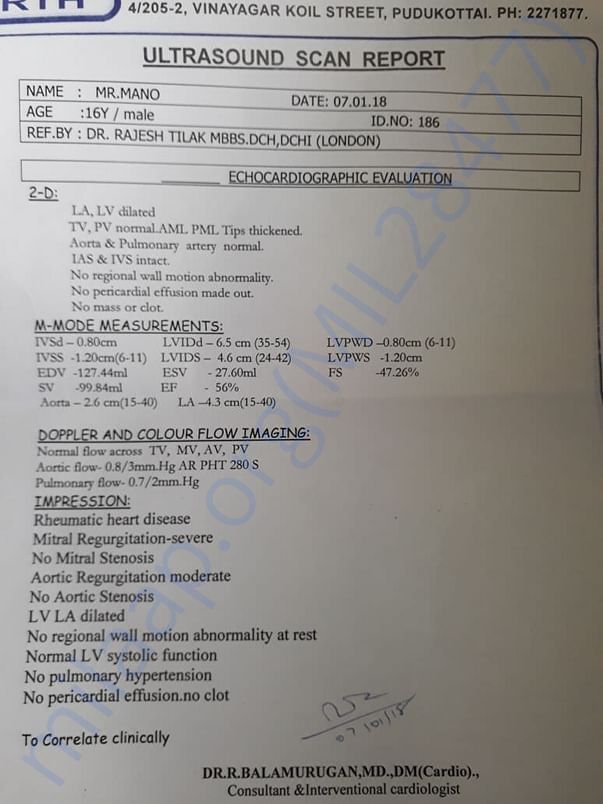 RTH
4/205-2, VINAYAGAR KOIL STREET, PUDUKOTTAI. PH: 2271877.
ULTRASOUND SCAN REPORT
NAME : MR.MANO DATE: 07.01.18
AGE :16Y / male ID.NO: 186
REF.BY : DR. RAJESH TILAK MBBS.DCH,DCHI (LONDON)
ECHOCARDIOGRAPHIC EVALUATION
2-D:
LA, LV dilated
TV, PV normal.AML PML Tips thickened.
Aorta & Pulmonary artery normal.
IAS & IVS intact.
No regional wall motion abnormality.
No pericardial effusion made out.
No mass or clot.
M-MODE MEASUREMENTS:
IVSd – 0.80cm LVIDd – 6.5 cm (35-54) LVPWD –0.80cm (6-11)
IVSS -1.20cm(6-11) LVIDS – 4.6 cm (24-42) LVPWS -1.20cm
EDV -127.44ml ESV - 27.60ml FS -47.26%
SV -99.84ml EF - 56%
Aorta – 2.6 cm(15-40) LA –4.3 cm(15-40)
DOPPLER AND COLOUR FLOW IMAGING:
Normal flow across TV, MV, AV, PV
Aortic flow- 0.8/3mm.Hg AR PHT 280 S
Pulmonary flow- 0.7/2mm.Hg
IMPRESSION:
Rheumatic heart disease
Mitral Regurgitation-severe
No Mitral Stenosis
Aortic Regurgitation moderate
No Aortic Stenosis
LV LA dilated
No regional wall motion abnormality at rest
Normal LV systolic function
No pulmonary hypertension
No pericardial effusion.no clot
07/01/18
To Correlate clinically
DR.R.BALAMURUGAN,MD.,DM(Cardio).,
Consultant &Interventional cardiologist
milaap.org(MIL284877)